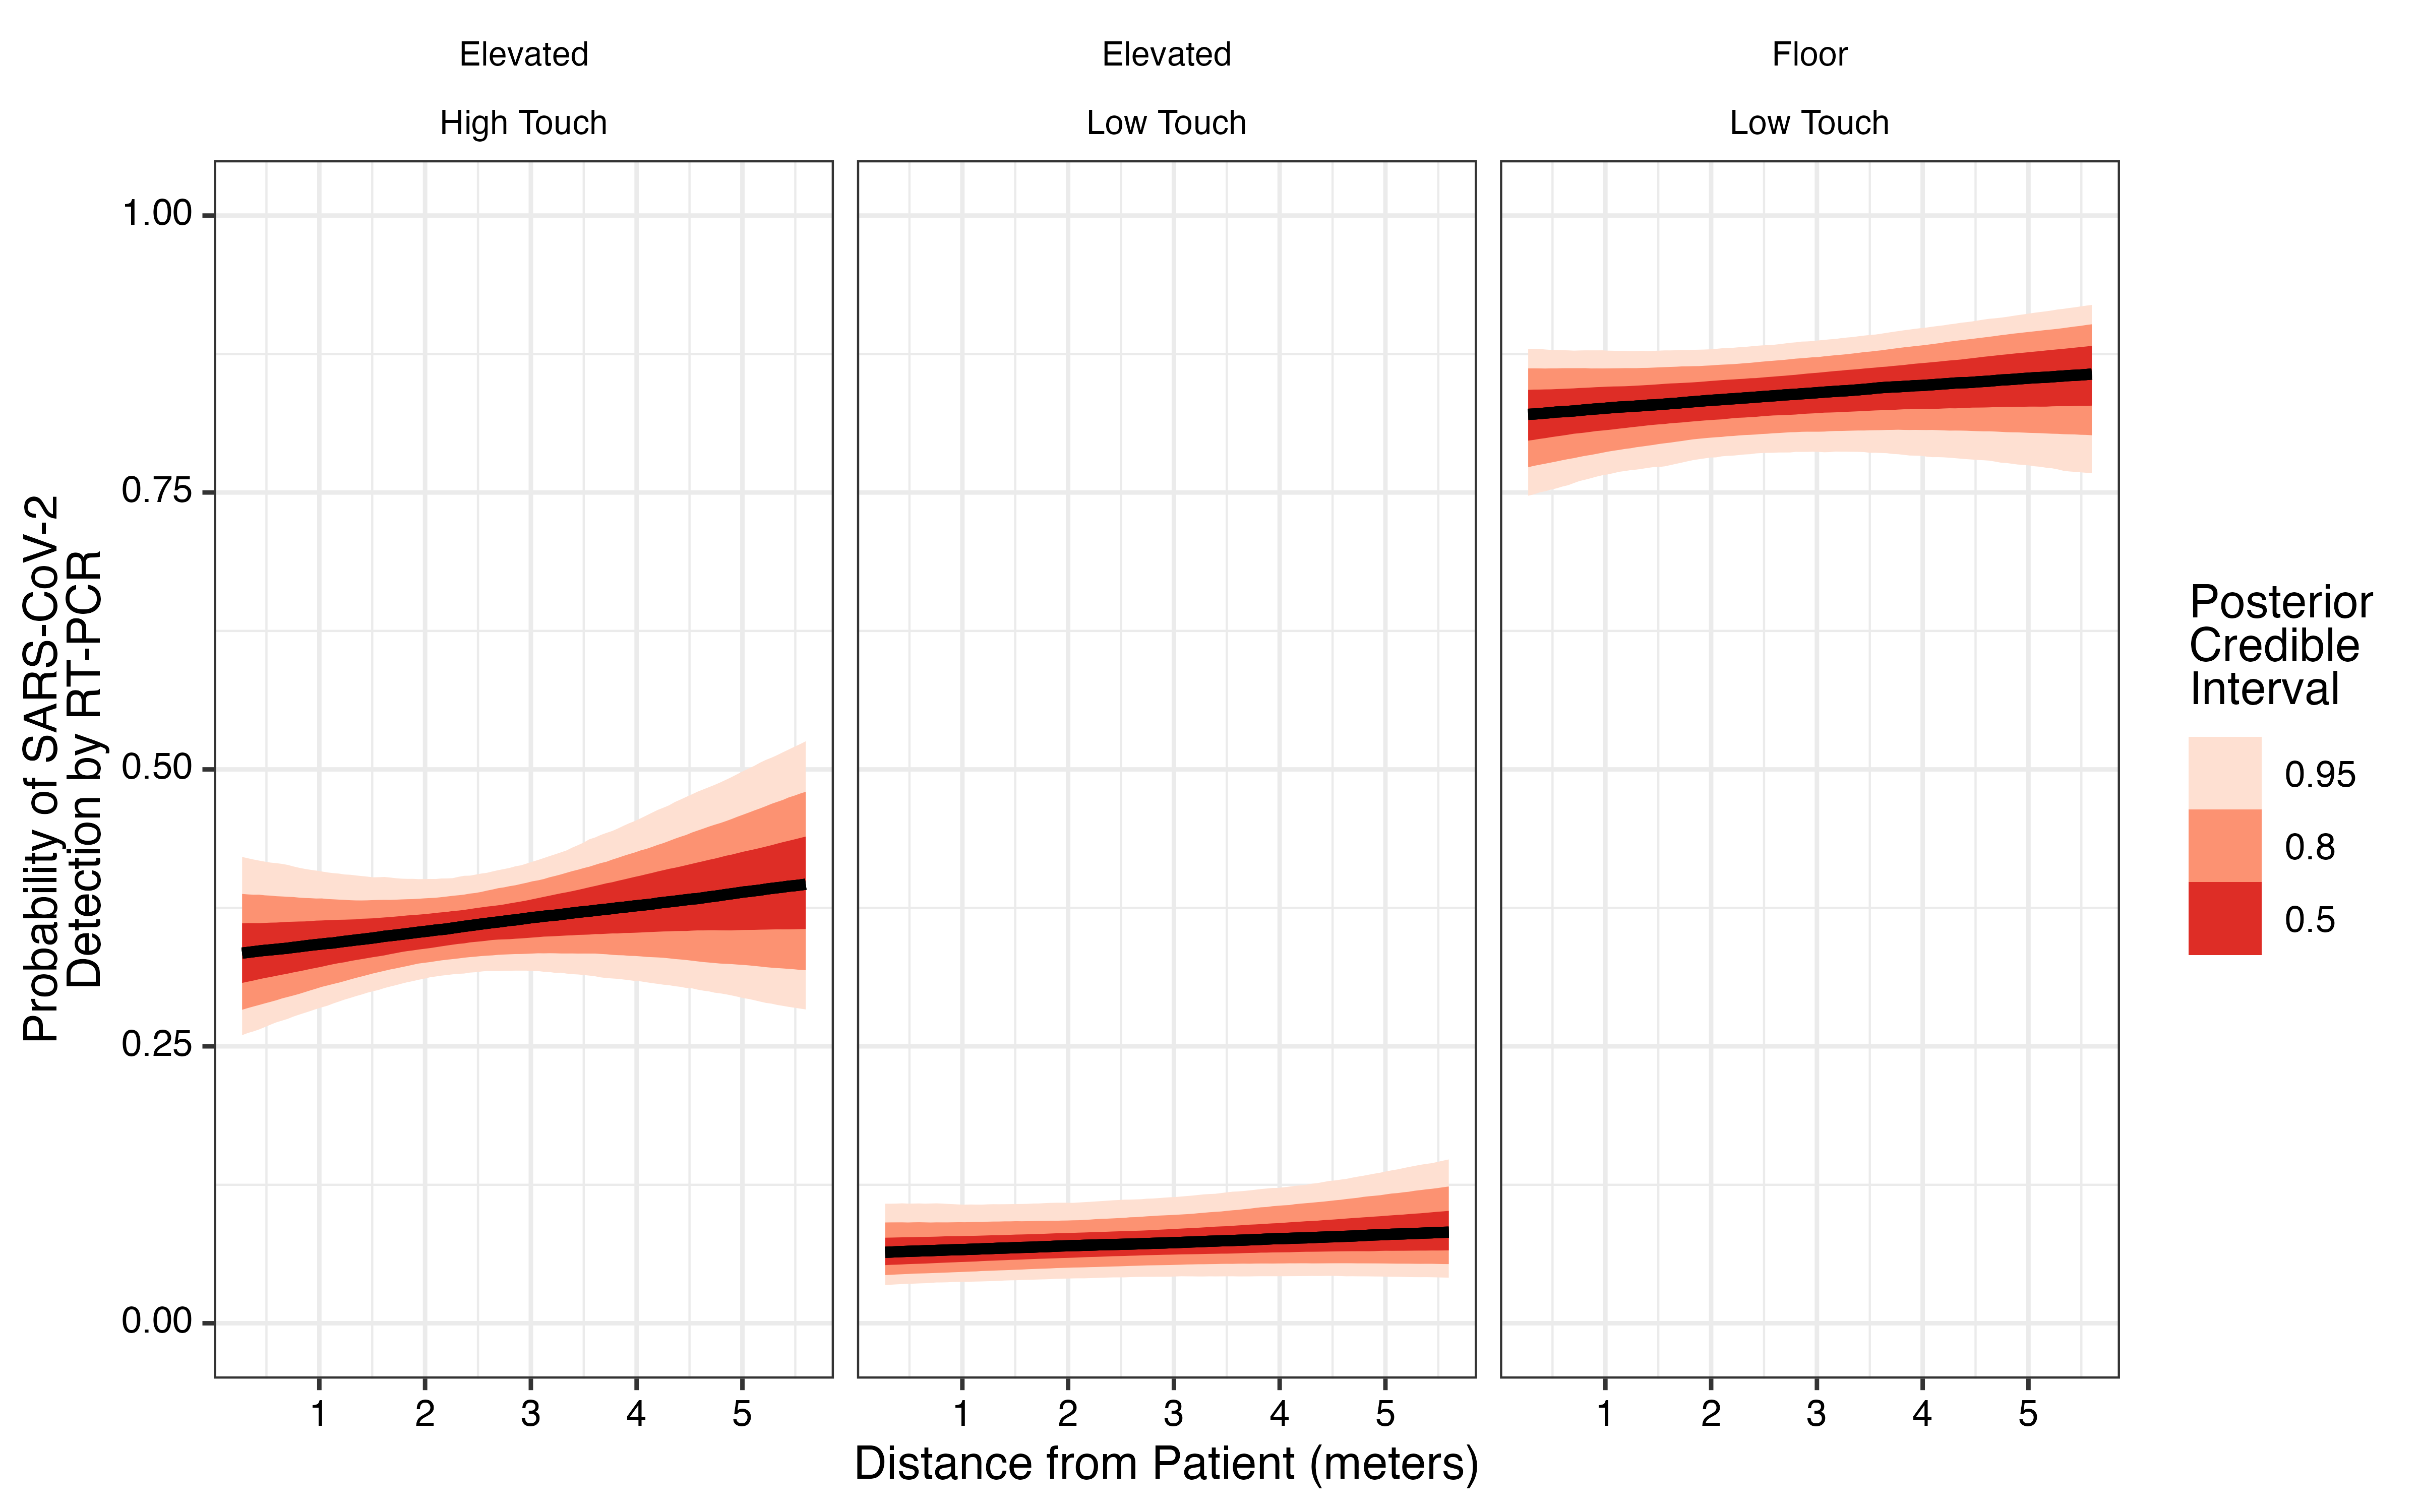 Elevated
High Touch
Elevated
Low Touch
Floor
Low Touch
Probability of SARS-CoV-2
Detection by RT-PCR
1.00
0.75
0.50
0.25
0.00
1 2 3 4 5
1 2 3 4 5
1 2 3 4 5
Distance from Patient (meters)
Posterior
Credible
Interval
0.95
0.8
0.5